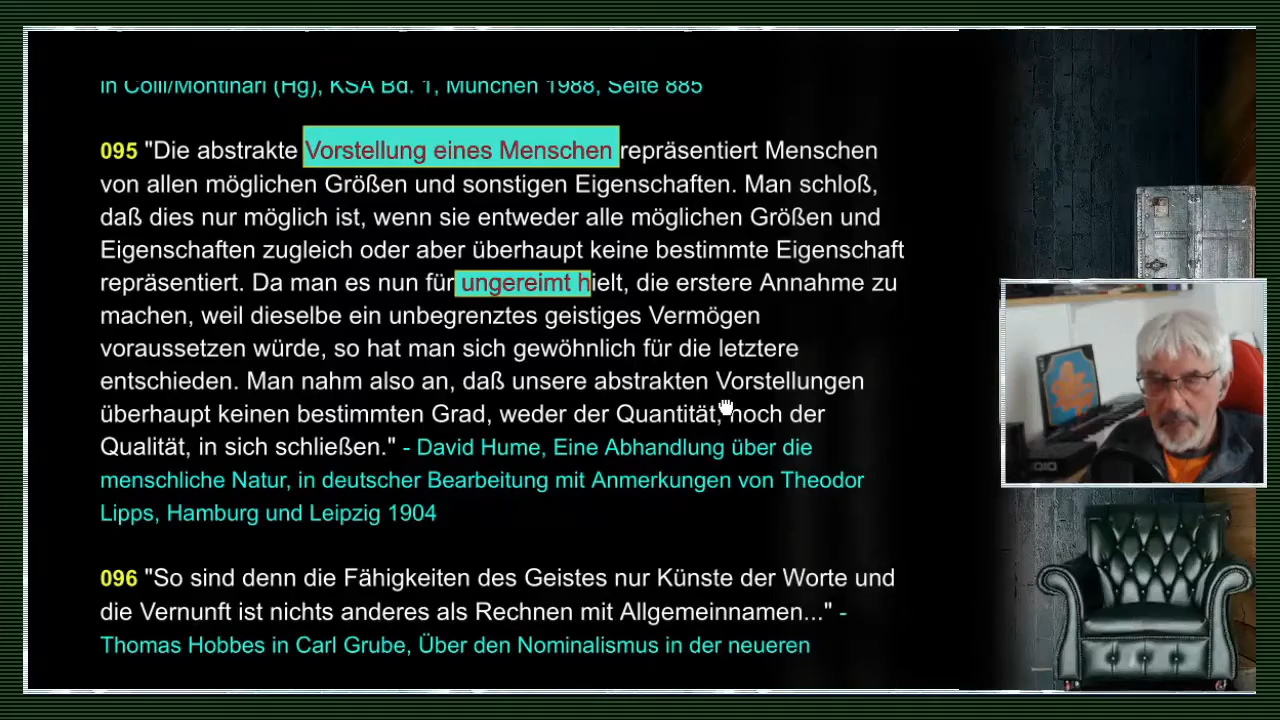 in Colli/Montinari (Hg), KSA Bd. 1, München 1988, Seite 885
095 "Die abstrakte Vorstellung eines Menschen repräsentiert Menschen
von allen möglichen Größen und sonstigen Eigenschaften. Man schloß,
daß dies nur möglich ist, wenn sie entweder alle möglichen Größen und
Eigenschaften zugleich oder aber überhaupt keine bestimmte Eigenschaft
repräsentiert. Da man es nun für ungereimt hielt, die erstere Annahme zu
machen, weil dieselbe ein unbegrenztes geistiges Vermögen
voraussetzen würde, so hat man sich gewöhnlich für die letztere
entschieden. Man nahm also an, daß unsere abstrakten Vorstellungen
überhaupt keinen bestimmten Grad, weder der Quantität, noch der
Qualität, in sich schließen." - David Hume, Eine Abhandlung über die
menschliche Natur, in deutscher Bearbeitung mit Anmerkungen von Theodor
Lipps, Hamburg und Leipzig 1904
096 "So sind denn die Fähigkeiten des Geistes nur Künste der Worte und
die Vernunft ist nichts anderes als Rechnen mit Allgemeinnamen..." -
Thomas Hobbes in Carl Grube, Über den Nominalismus in der neueren